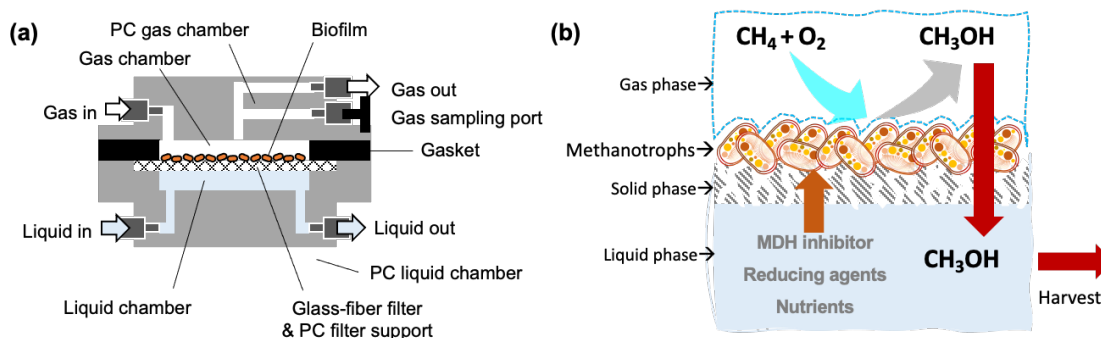 (a)
PC gas chamber
Biofilm
Gas chamber
Gas in
Gas out
Gas sampling port
Gasket
Liquid in
Liquid out
PC liquid chamber
Liquid chamber
Glass-fiber filter
& PC filter support
(b)
CH₄ + O₂
CH₃OH
Gas phase
Methanotrophs
Solid phase
Liquid phase
MDH inhibitor
Reducing agents
Nutrients
CH₃OH
Harvest